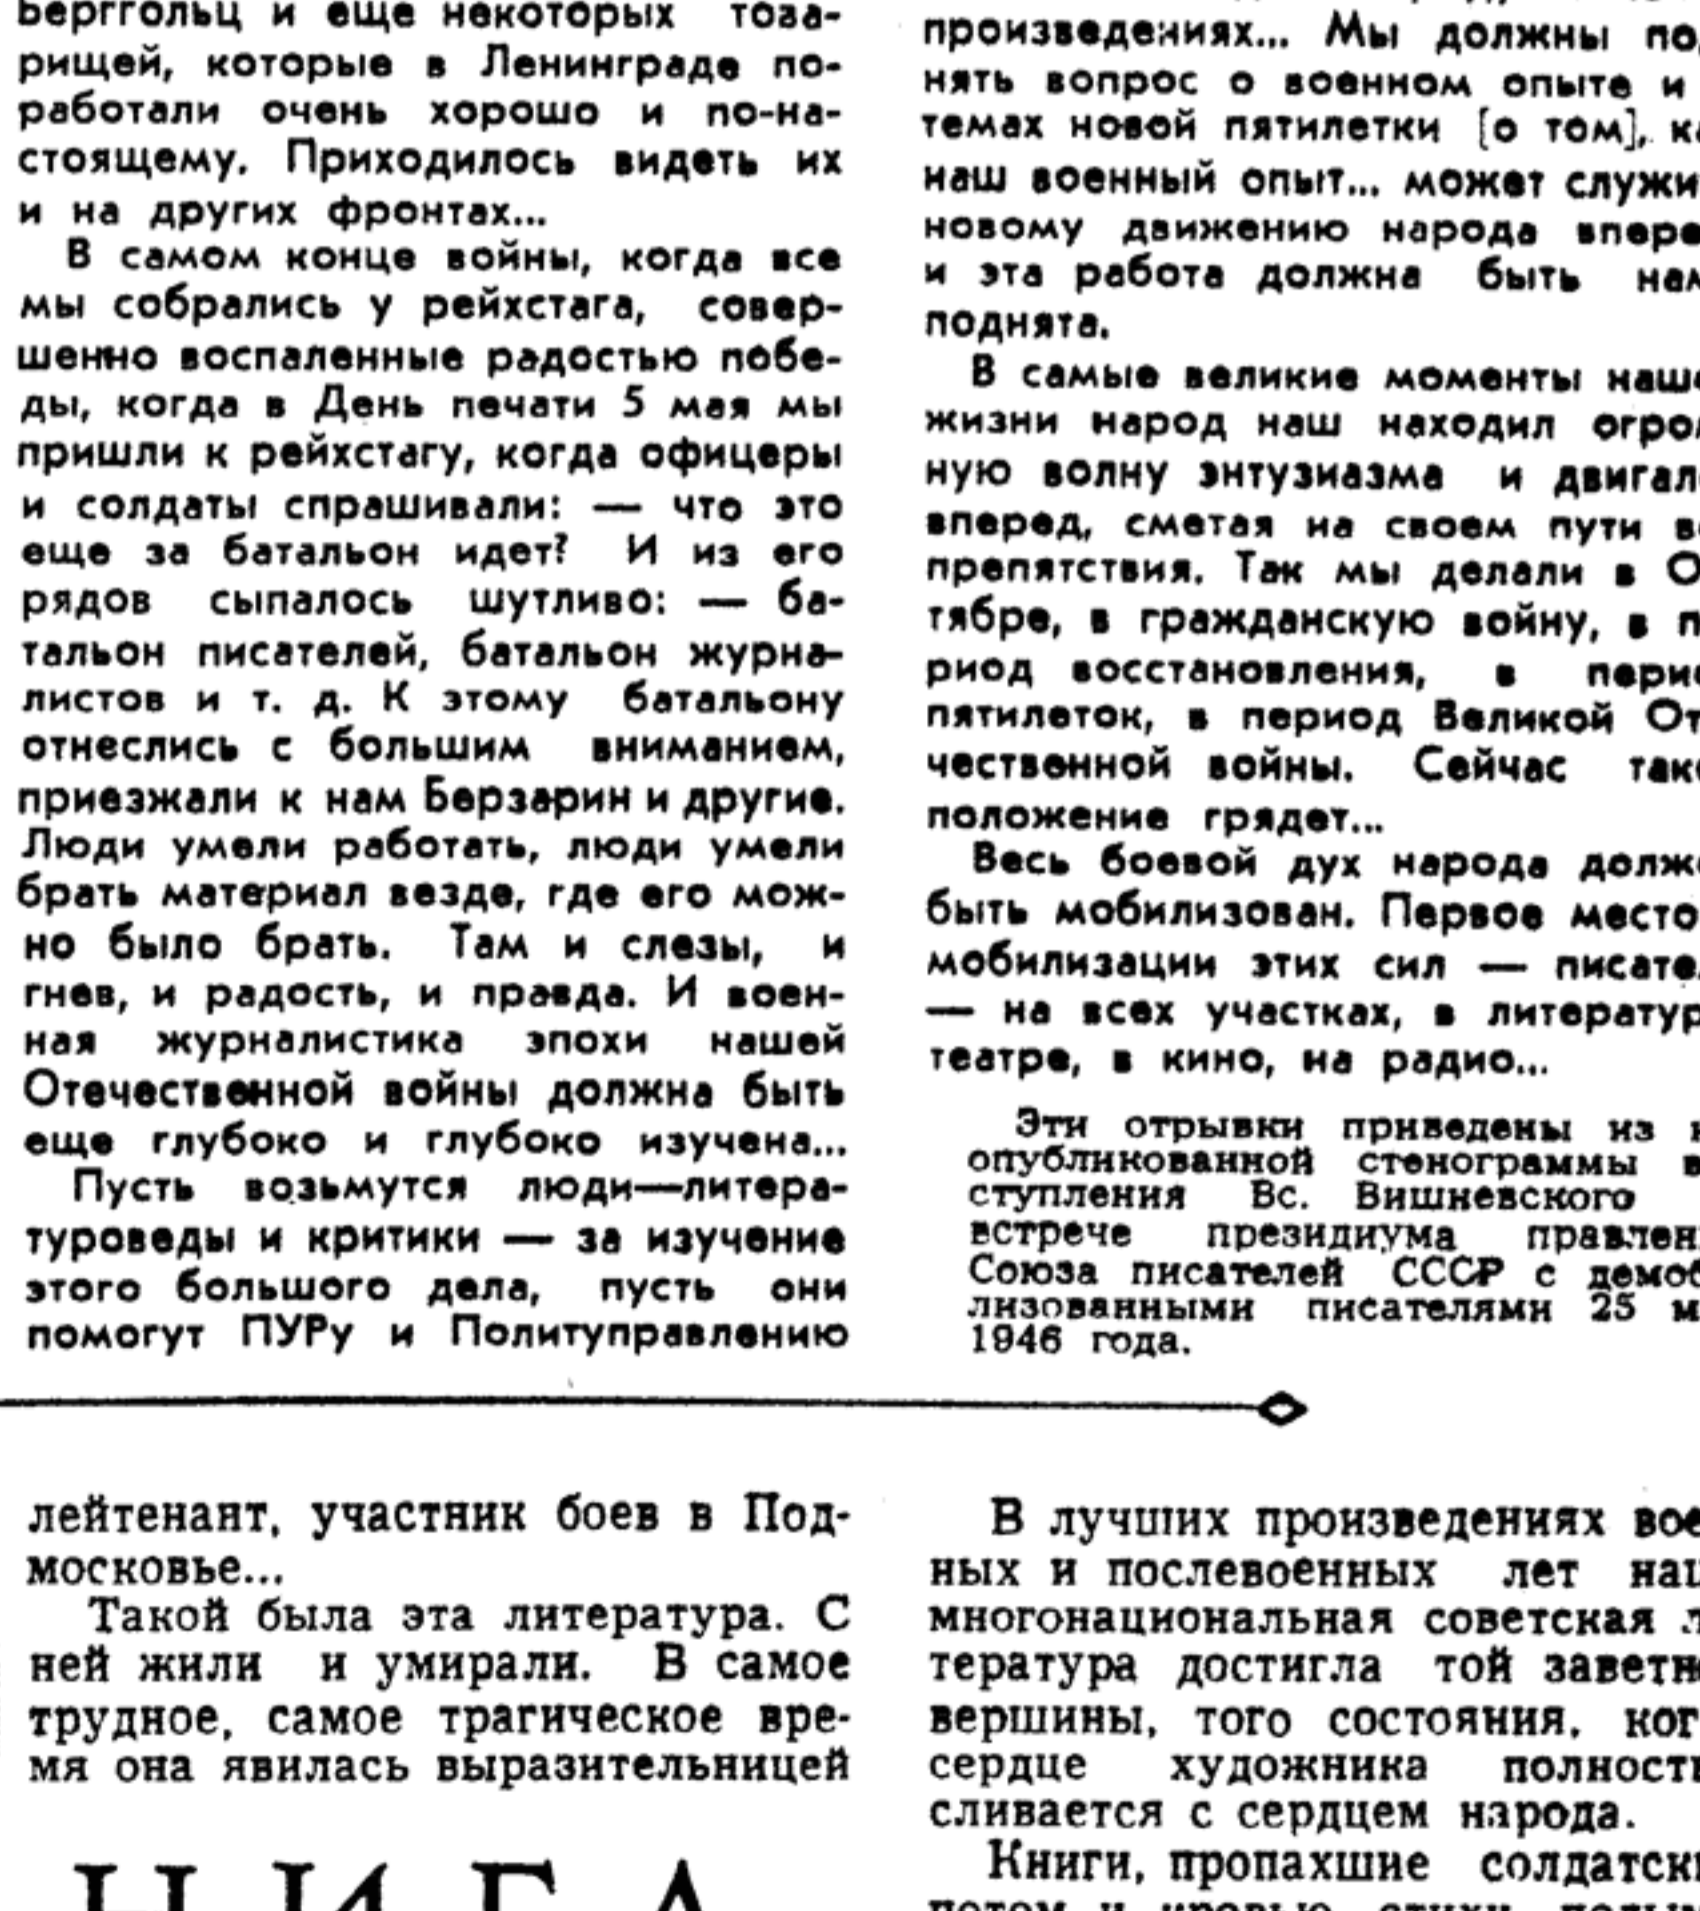 Берггольц и еще некоторых това-
рищей, которые в Ленинграде по-
работали очень хорошо и по-на-
стоящему. Приходилось видеть их
и на других фронтах...
В самом конце войны, когда все
мы собрались у рейхстага, совер-
шенно воспаленные радостью побе-
ды, когда в День печати 5 мая мы
пришли к рейхстагу, когда офицеры
и солдаты спрашивали: — что это
еще за батальон идет? И из его
рядов сыпалось шутливо: — ба-
тальон писателей, батальон журна-
листов и т. д. К этому батальону
отнеслись с большим вниманием,
приезжали к нам Берзарин и другие.
Люди умели работать, люди умели
брать материал везде, где его мож-
но было брать. Там и слезы, и
гнев, и радость, и правда. И воен-
ная журналистика эпохи нашей
Отечественной войны должна быть
еще глубоко и глубоко изучена...
Пусть возьмутся люди—литера-
туроведы и критики — за изучение
этого большого дела, пусть они
помогут ПУРу и Политуправлению
произведениях... Мы должны по
нять вопрос о военном опыте и
темах новой пятилетки [о том], к
наш военный опыт... может служи
новому движению народа впере
и эта работа должна быть на
поднята.
В самые великие моменты наше
жизни народ наш находил огро
ную волну энтузиазма и двигал
вперед, сметая на своем пути в
препятствия. Так мы делали в О
тябре, в гражданскую войну, в п
риод восстановления, в пери
пятилеток, в период Великой От
чественной войны. Сейчас так
положение грядет...
Весь боевой дух народа долж
быть мобилизован. Первое место
мобилизации этих сил — писате
— на всех участках, в литератур
театре, в кино, на радио...
Эти отрывки приведены из н
опубликованной стенограммы в
ступления Вс. Вишневского
встрече президиума правлен
Союза писателей СССР с демоб
лизованными писателями 25 м
1946 года.
лейтенант, участник боев в Под-
московье...
Такой была эта литература. С
ней жили и умирали. В самое
трудное, самое трагическое вре-
мя она явилась выразительницей
В лучших произведениях вое
ных и послевоенных лет наш
многонациональная советская л
тература достигла той заветн
вершины, того состояния, ког
сердце художника полност
сливается с сердцем народа.
Книги, пропахшие солдатск